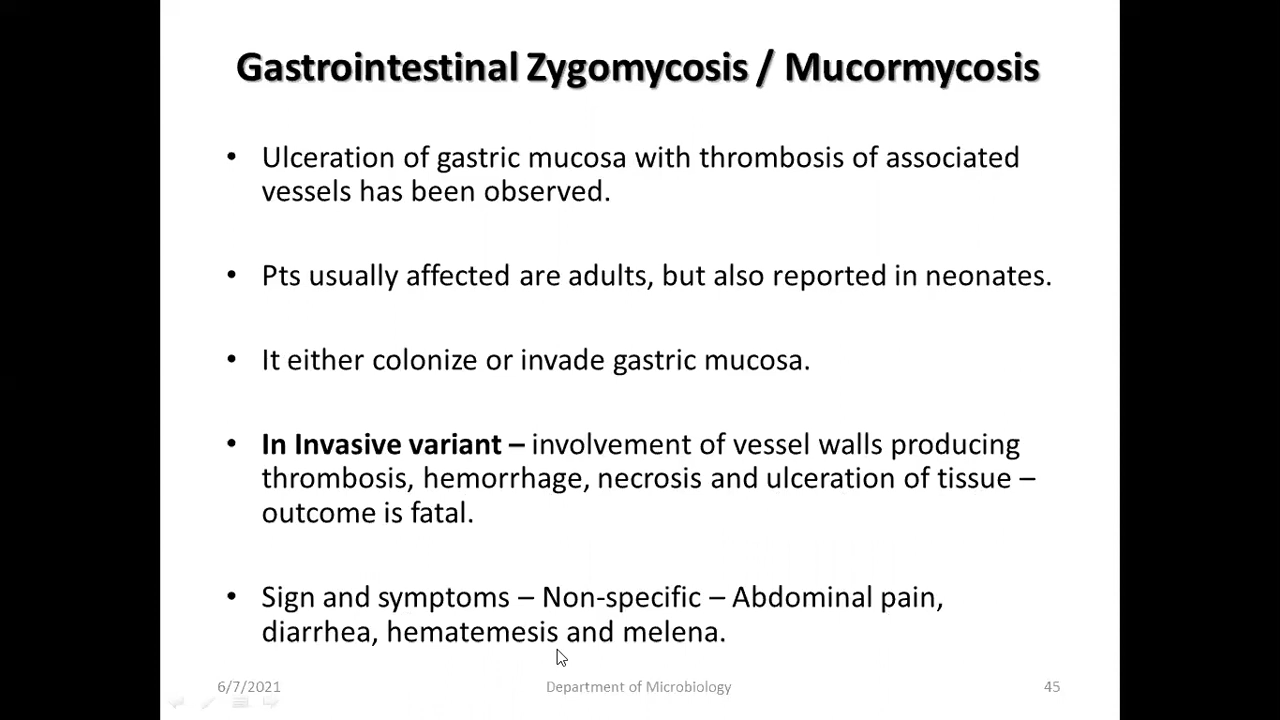 Gastrointestinal Zygomycosis / Mucormycosis
• Ulceration of gastric mucosa with thrombosis of associated
vessels has been observed.
• Pts usually affected are adults, but also reported in neonates.
• It either colonize or invade gastric mucosa.
• In Invasive variant – involvement of vessel walls producing
thrombosis, hemorrhage, necrosis and ulceration of tissue –
outcome is fatal.
• Sign and symptoms – Non-specific – Abdominal pain,
diarrhea, hematemesis and melena.
6/7/2021 Department of Microbiology 45